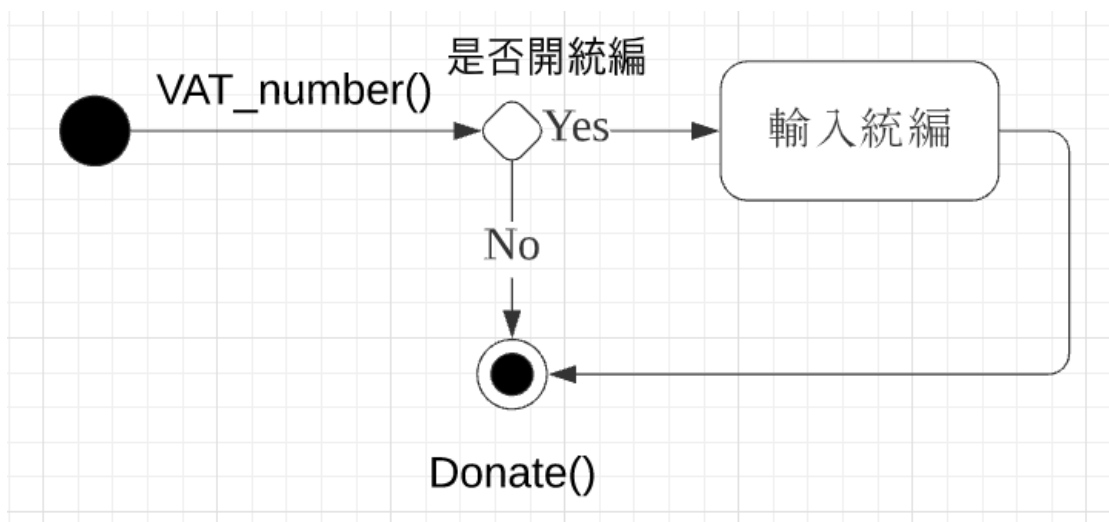 是否開統編
VAT_number()
Yes
輸入統編
No
Donate()